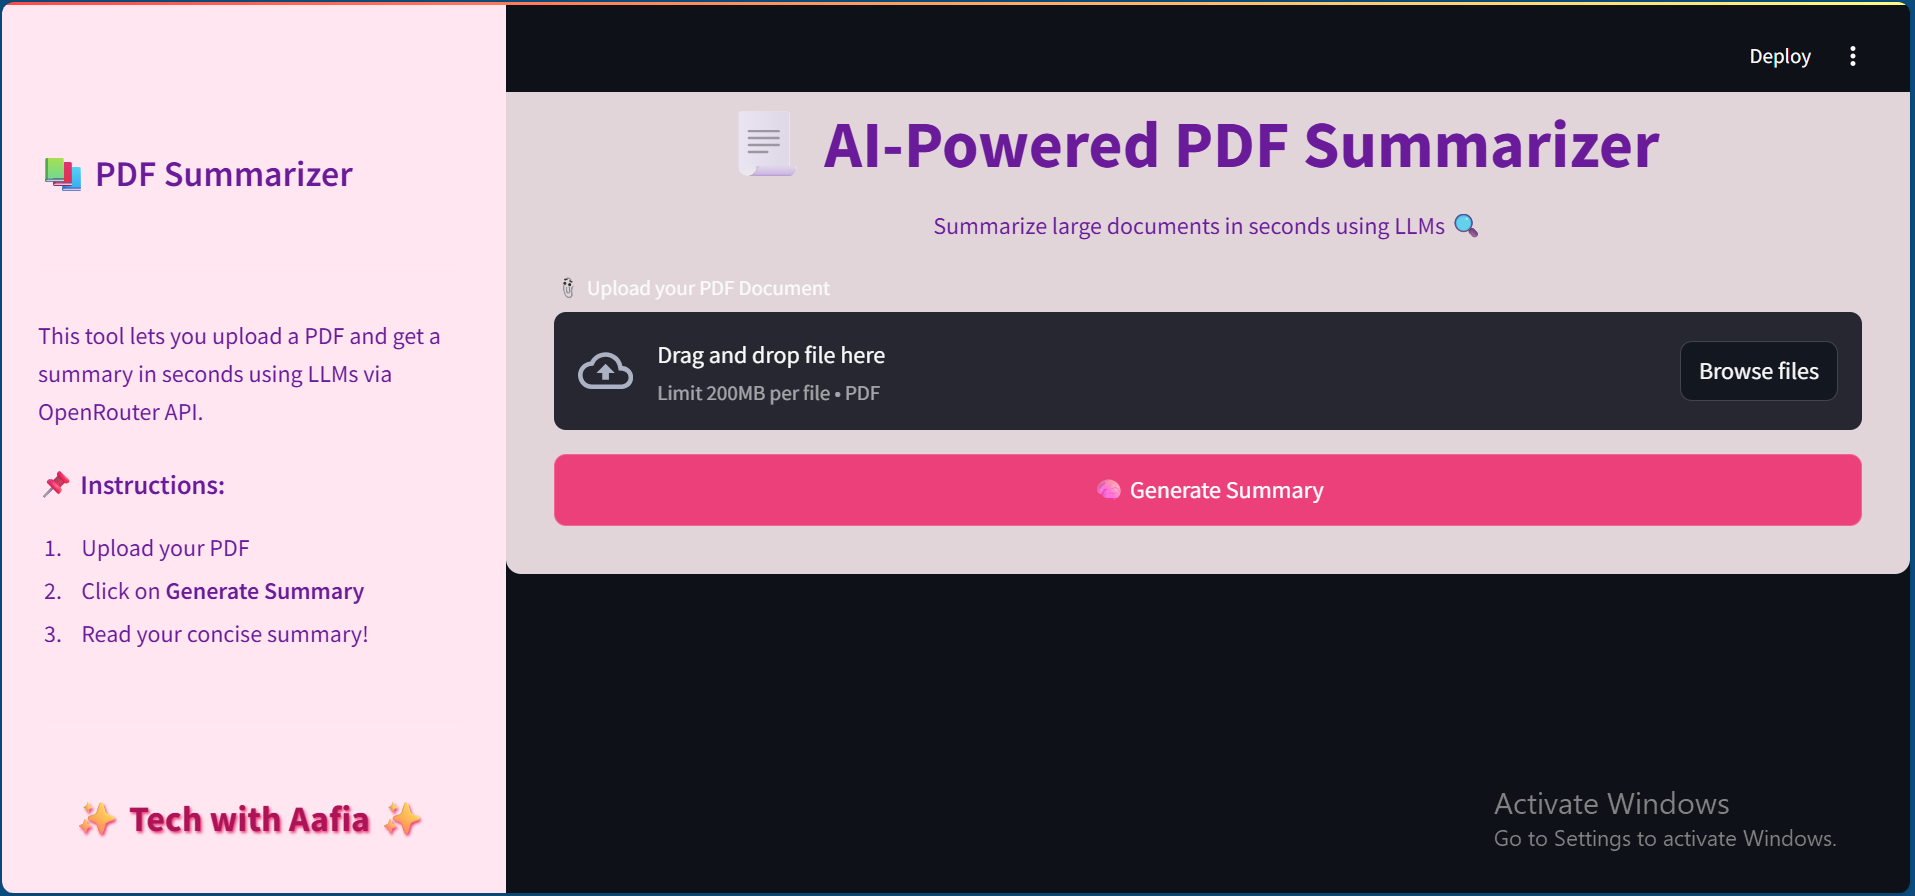 PDF Summarizer
This tool lets you upload a PDF and get a
summary in seconds using LLMs via
OpenRouter API.
Instructions:
1. Upload your PDF
2. Click on Generate Summary
3. Read your concise summary!
Tech with Aafia
Deploy
AI-Powered PDF Summarizer
Summarize large documents in seconds using LLMs
Upload your PDF Document
Drag and drop file here
Limit 200MB per file • PDF
Browse files
Generate Summary
Activate Windows
Go to Settings to activate Windows.